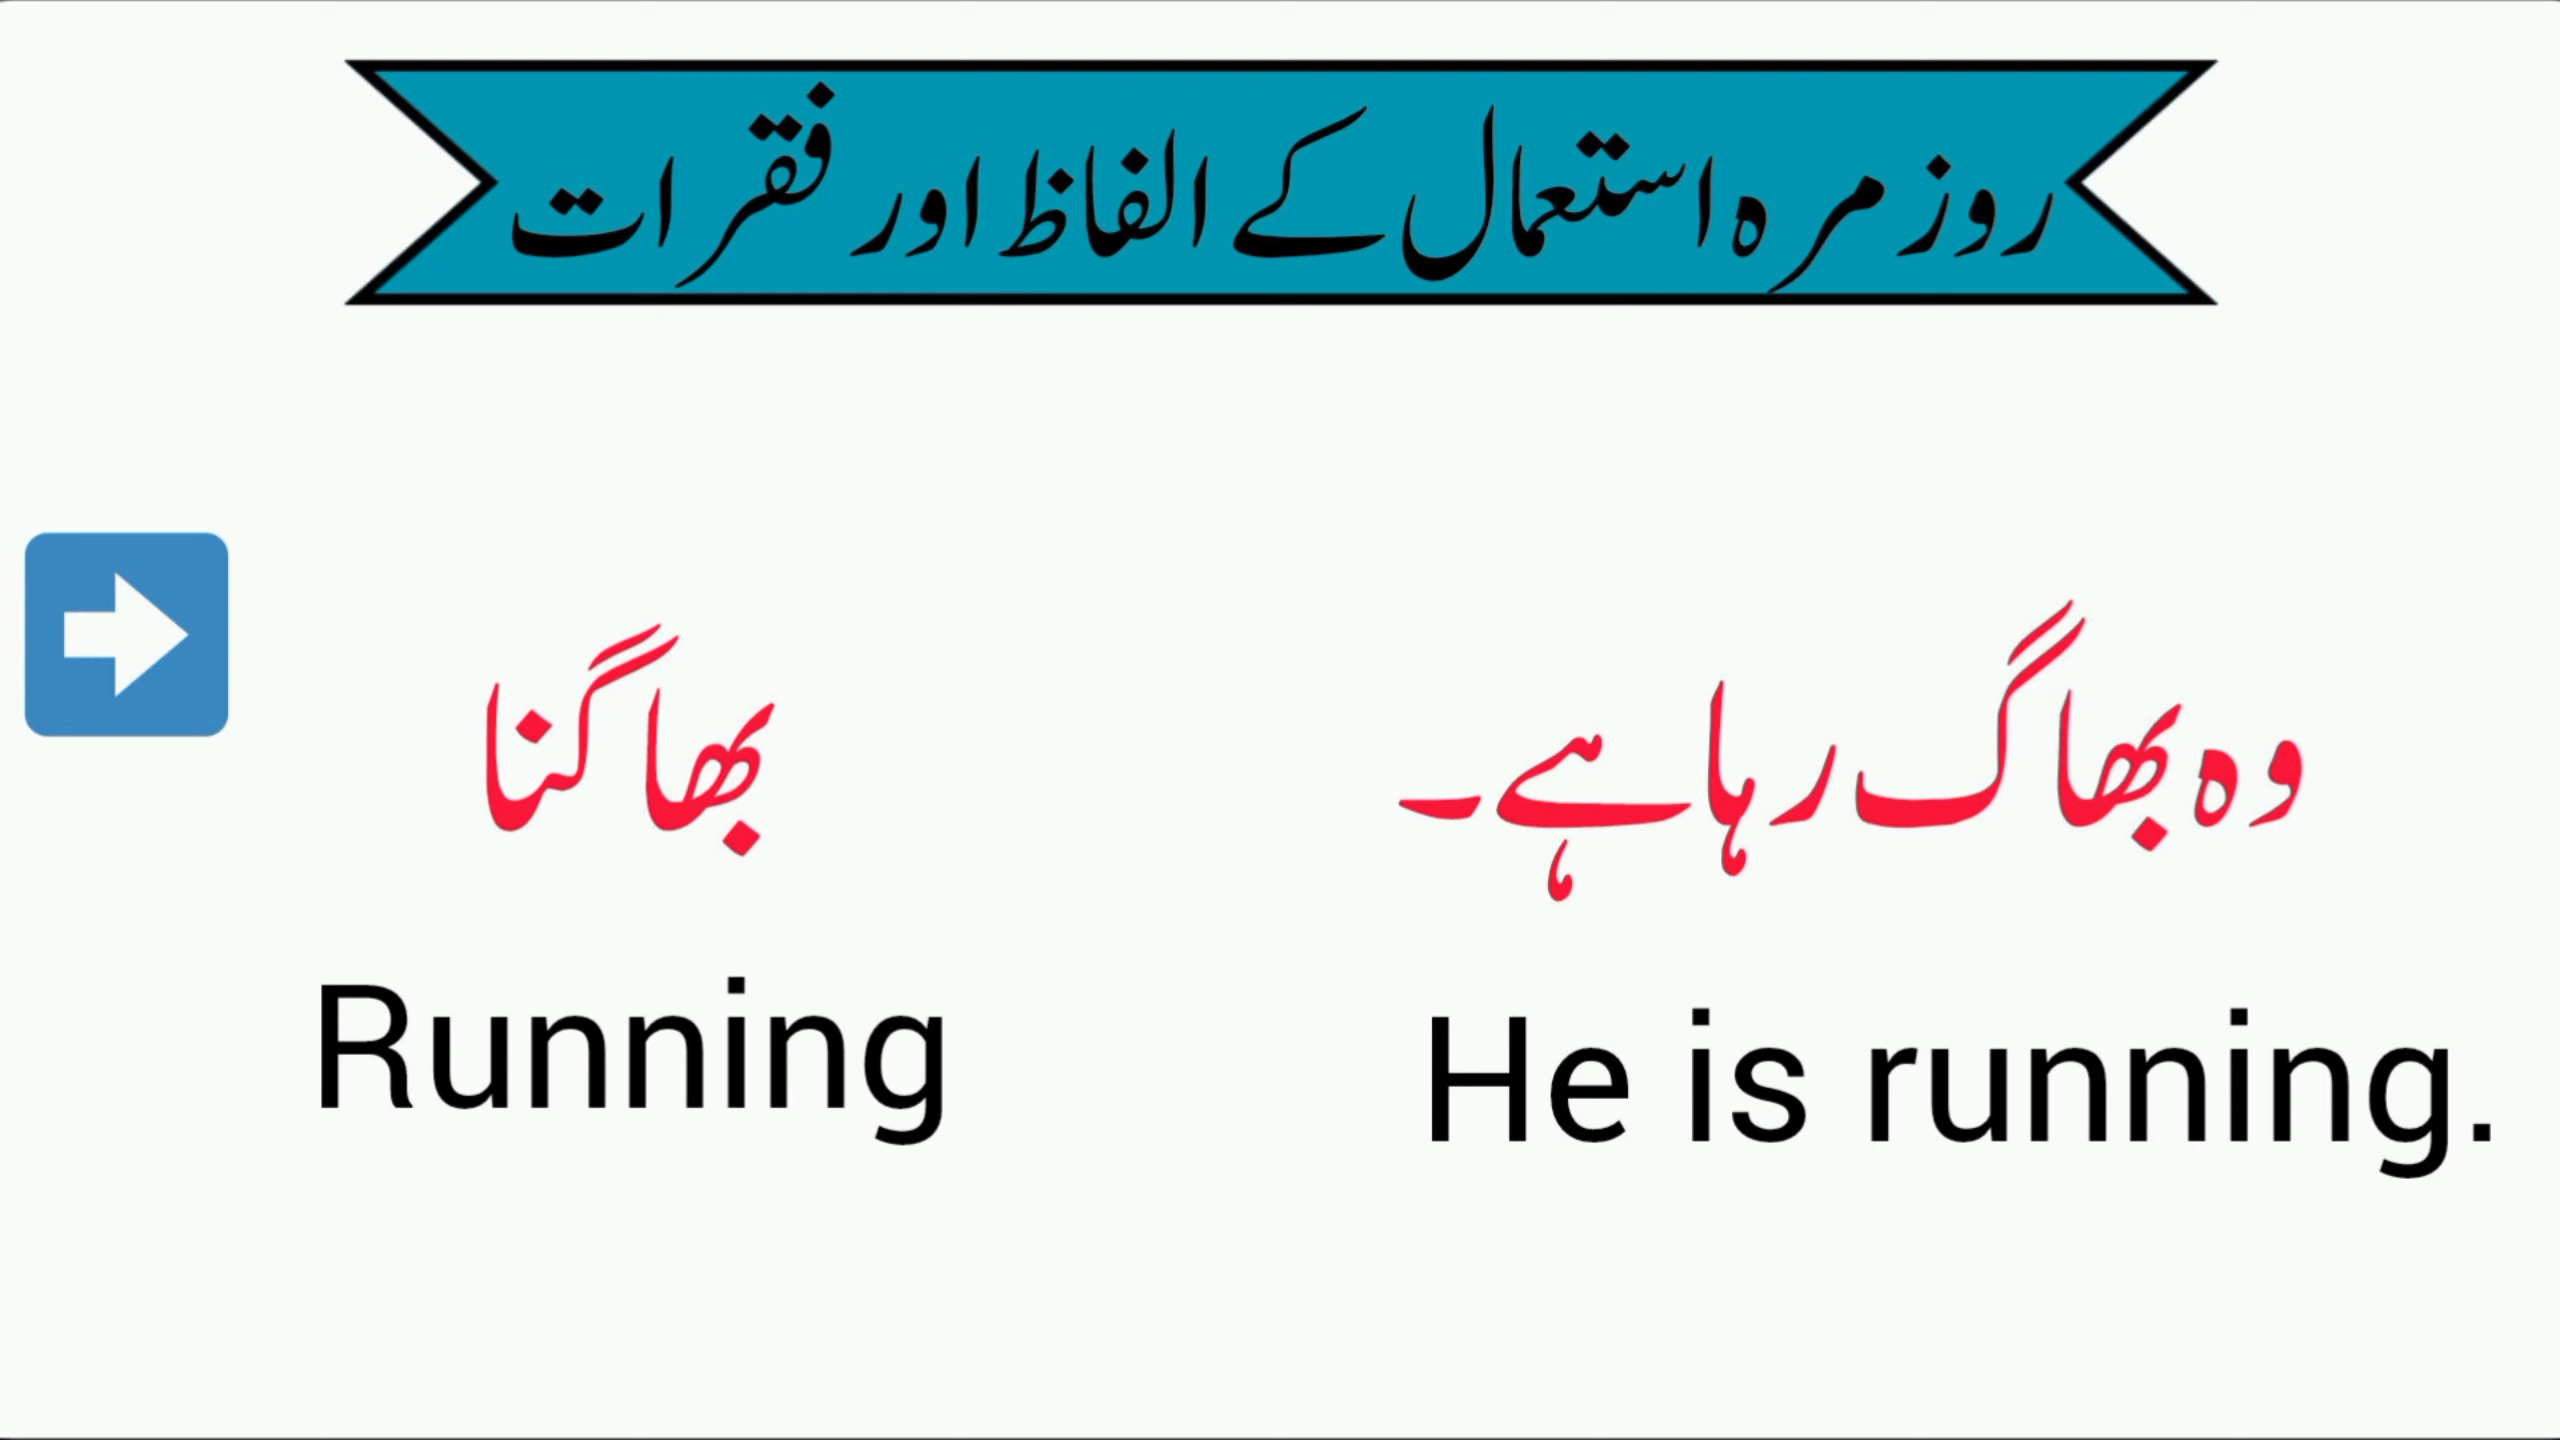 روزمرہ استعمال کے الفاظ اور فقرات
بھاگنا
وہ بھاگ رہا ہے۔
Running
He is running.